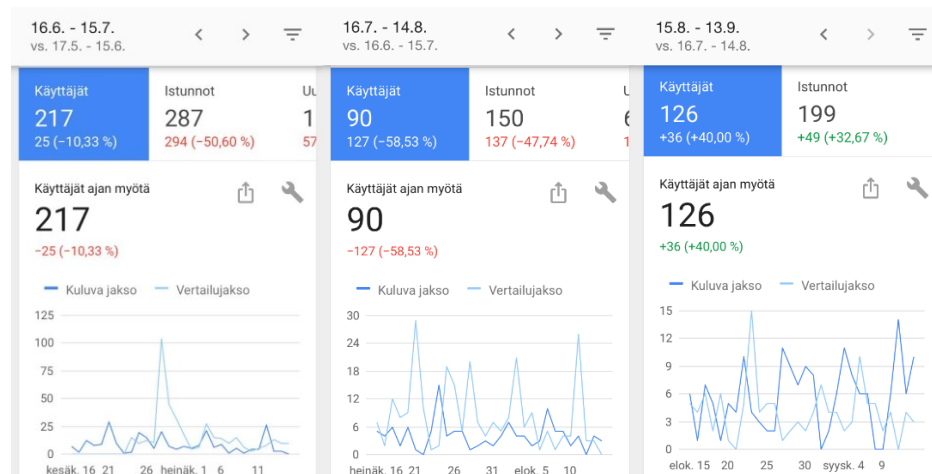 16.6. - 15.7.
vs. 17.5. - 15.6.
Käyttäjät
217
25 (−10,33 %)
Istunnot
287
294 (−50,60 %)
Uu
1
57
Käyttäjät ajan myötä
217
−25 (−10,33 %)
Kuluva jakso
Vertailujakso
125
100
75
50
25
0
kesäk. 16 21 26 heinäk. 1 6 11
16.7. - 14.8.
vs. 16.6. - 15.7.
Käyttäjät
90
127 (−58,53 %)
Istunnot
150
137 (−47,74 %)
Käyttäjät ajan myötä
90
−127 (−58,53 %)
Kuluva jakso
Vertailujakso
30
24
18
12
6
0
heinäk. 16 21 26 31 elok. 5 10
15.8. - 13.9.
vs. 16.7. - 14.8.
Käyttäjät
126
+36 (+40,00 %)
Istunnot
199
+49 (+32,67 %)
Käyttäjät ajan myötä
126
+36 (+40,00 %)
Kuluva jakso
Vertailujakso
15
12
9
6
3
0
elok. 15 20 25 30 syysk. 4 9